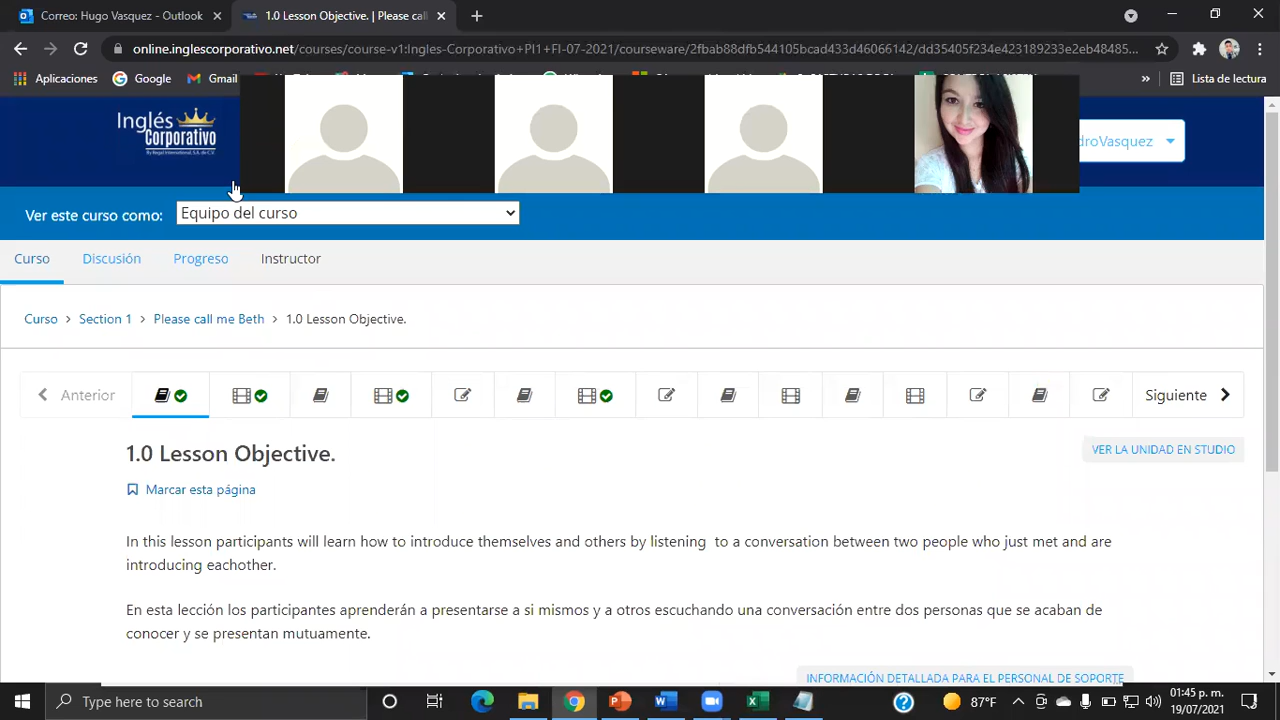 Correo: Hugo Vasquez - Outlook
1.0 Lesson Objective. | Please call
online.inglescorporativo.net/courses/course-v1:Ingles-Corporativo+PI1+FI-07-2021/courseware/2fbab88dfb544105bcad433d46066142/dd35405f234e423189233e2eb48485...
Aplicaciones Google Gmail » Lista de lectura
Inglés
Corporativo
By Regal International, S.A. de C.V.
droVasquez
Ver este curso como: Equipo del curso
Curso Discusión Progreso Instructor
Curso > Section 1 > Please call me Beth > 1.0 Lesson Objective.
Anterior Siguiente
1.0 Lesson Objective.
VER LA UNIDAD EN STUDIO
Marcar esta página
In this lesson participants will learn how to introduce themselves and others by listening to a conversation between two people who just met and are
introducing eachother.
En esta lección los participantes aprenderán a presentarse a si mismos y a otros escuchando una conversación entre dos personas que se acaban de
conocer y se presentan mutuamente.
INFORMACIÓN DETALLADA PARA EL PERSONAL DE SOPORTE
Type here to search
87°F
01:45 p. m.
19/07/2021